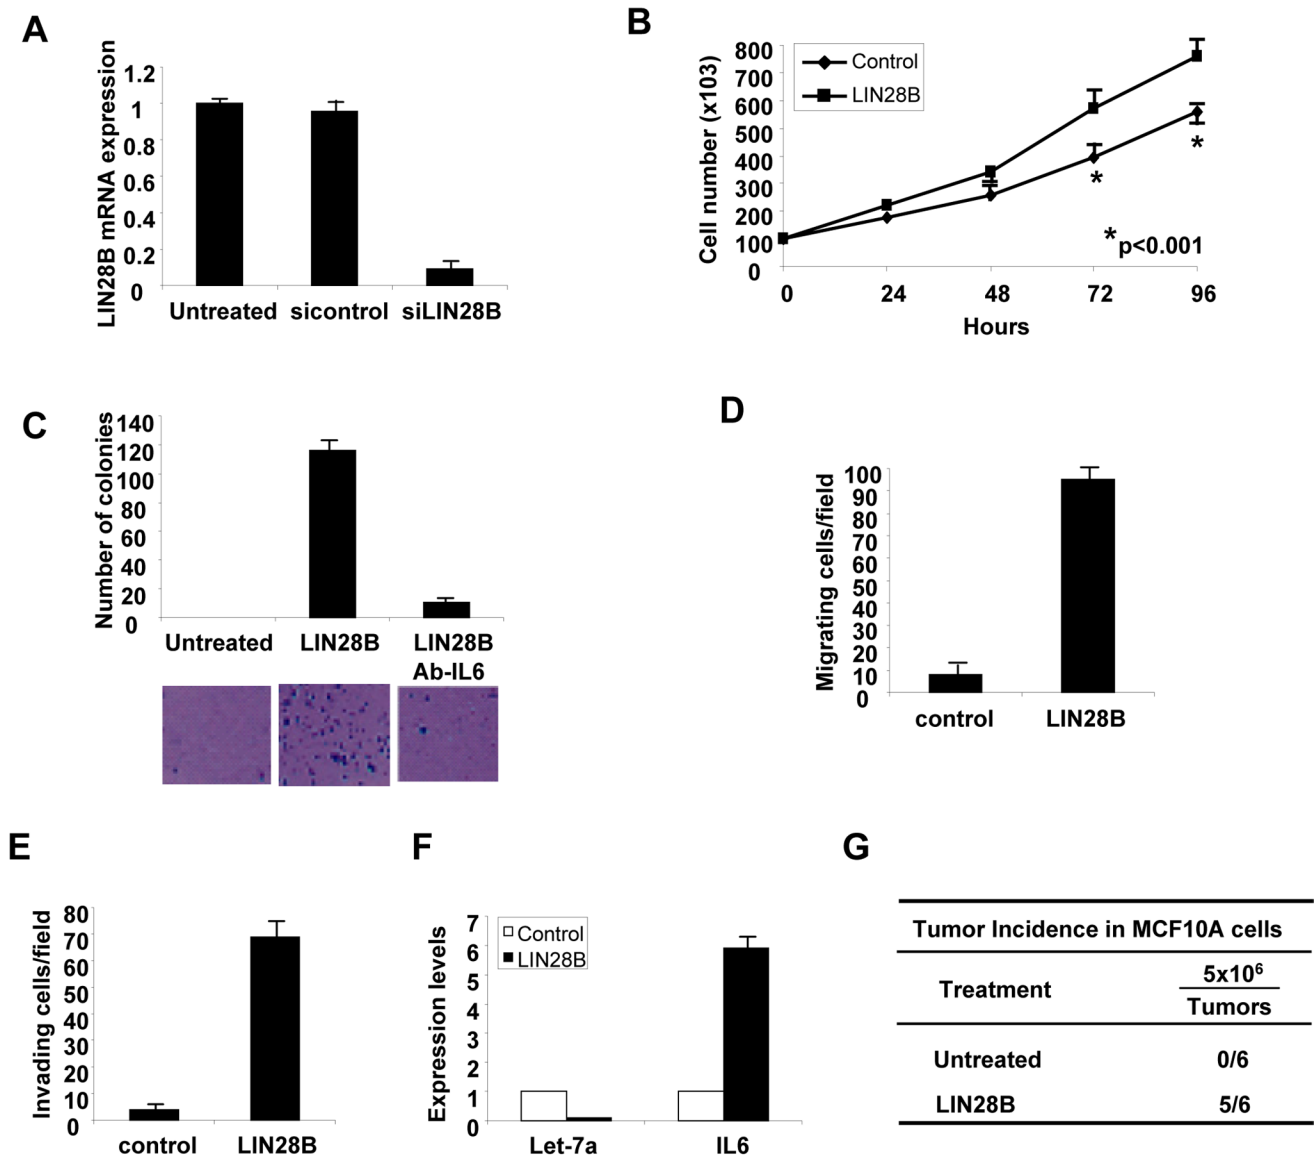 A
LIN28B mRNA expression
1.2
1
0.8
0.6
0.4
0.2
0
Untreated sicontrol siLIN28B
B
Cell number (x103)
800
700
600
500
400
300
200
100
0
Control
LIN28B
*
*
* p<0.001
0 24 48 72 96
Hours
C
Number of colonies
140
120
100
80
60
40
20
0
Untreated LIN28B LIN28B
Ab-IL6
D
Migrating cells/field
100
90
80
70
60
50
40
30
20
10
0
control LIN28B
E
Invading cells/field
80
70
60
50
40
30
20
10
0
control LIN28B
F
Expression levels
7
6
5
4
3
2
1
0
Control
LIN28B
Let-7a IL6
G
Tumor Incidence in MCF10A cells
Treatment
5x10⁶
Tumors
Untreated 0/6
LIN28B 5/6